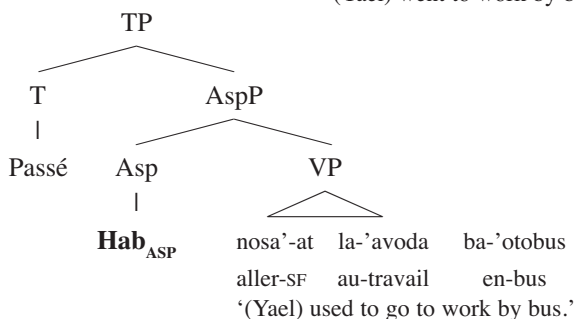 (Yael) went to work by b
TP
T AspP
Passé Asp VP
Hab_ASP nosa'-at la-'avoda ba-'otobus
aller-SF au-travail en-bus
'(Yael) used to go to work by bus.'